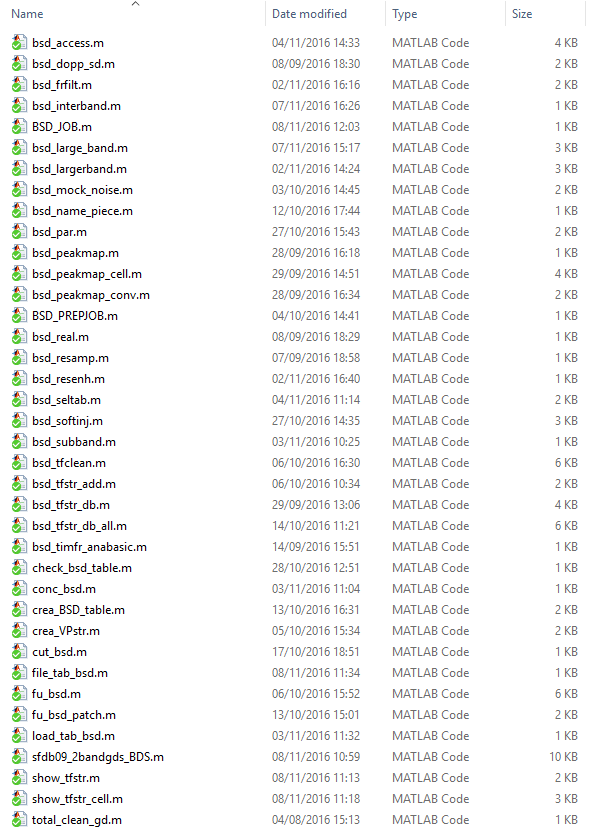 Name Date modified Type Size
bsd_access.m 04/11/2016 14:33 MATLAB Code 4 KB
bsd_dopp_sd.m 08/09/2016 18:30 MATLAB Code 2 KB
bsd_frfilt.m 02/11/2016 16:16 MATLAB Code 2 KB
bsd_interband.m 07/11/2016 16:26 MATLAB Code 1 KB
BSD_JOB.m 08/11/2016 12:03 MATLAB Code 1 KB
bsd_large_band.m 07/11/2016 15:17 MATLAB Code 3 KB
bsd_largerband.m 02/11/2016 14:24 MATLAB Code 3 KB
bsd_mock_noise.m 03/10/2016 14:45 MATLAB Code 2 KB
bsd_name_piece.m 12/10/2016 17:44 MATLAB Code 1 KB
bsd_par.m 27/10/2016 15:43 MATLAB Code 2 KB
bsd_peakmap.m 28/09/2016 16:18 MATLAB Code 1 KB
bsd_peakmap_cell.m 29/09/2016 14:51 MATLAB Code 4 KB
bsd_peakmap_conv.m 28/09/2016 16:34 MATLAB Code 2 KB
BSD_PREPJOB.m 04/10/2016 14:41 MATLAB Code 1 KB
bsd_real.m 08/09/2016 18:29 MATLAB Code 1 KB
bsd_resamp.m 07/09/2016 18:58 MATLAB Code 1 KB
bsd_resenh.m 02/11/2016 16:40 MATLAB Code 1 KB
bsd_seltab.m 04/11/2016 11:14 MATLAB Code 2 KB
bsd_softinj.m 27/10/2016 14:35 MATLAB Code 3 KB
bsd_subband.m 03/11/2016 10:25 MATLAB Code 1 KB
bsd_tfclean.m 06/10/2016 16:30 MATLAB Code 6 KB
bsd_tfstr_add.m 06/10/2016 10:34 MATLAB Code 2 KB
bsd_tfstr_db.m 29/09/2016 13:06 MATLAB Code 4 KB
bsd_tfstr_db_all.m 14/10/2016 11:21 MATLAB Code 6 KB
bsd_timfr_anabasic.m 14/09/2016 15:51 MATLAB Code 1 KB
check_bsd_table.m 28/10/2016 12:51 MATLAB Code 1 KB
conc_bsd.m 03/11/2016 11:04 MATLAB Code 1 KB
crea_BSD_table.m 13/10/2016 16:31 MATLAB Code 2 KB
crea_VPstr.m 05/10/2016 15:34 MATLAB Code 2 KB
cut_bsd.m 17/10/2016 18:51 MATLAB Code 1 KB
file_tab_bsd.m 08/11/2016 11:34 MATLAB Code 1 KB
fu_bsd.m 06/10/2016 15:52 MATLAB Code 6 KB
fu_bsd_patch.m 13/10/2016 15:01 MATLAB Code 2 KB
load_tab_bsd.m 03/11/2016 11:32 MATLAB Code 1 KB
sfdb09_2bandgds_BDS.m 08/11/2016 10:59 MATLAB Code 10 KB
show_tfstr.m 08/11/2016 11:13 MATLAB Code 2 KB
show_tfstr_cell.m 08/11/2016 11:18 MATLAB Code 3 KB
total_clean_gd.m 04/08/2016 15:13 MATLAB Code 1 KB